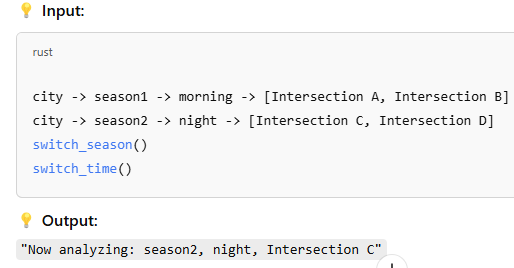 💡 Input:
rust
city -> season1 -> morning -> [Intersection A, Intersection B]
city -> season2 -> night -> [Intersection C, Intersection D]
switch_season()
switch_time()
💡 Output:
"Now analyzing: season2, night, Intersection C"